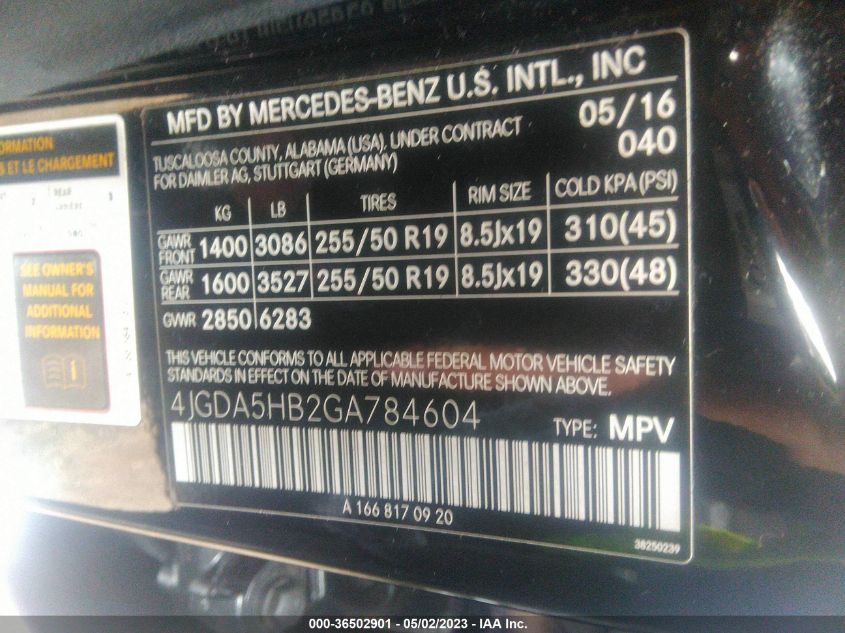 MFD BY MERCEDES-BENZ U.S. INTL., INC
TUSCALOOSA COUNTY, ALABAMA (USA), UNDER CONTRACT 05/16
FOR DAIMLER AG, STUTTGART (GERMANY) 040
KG LB TIRES RIM SIZE COLD KPA (PSI)
GAWR FRONT 1400 3086 255/50 R19 8.5Jx19 310(45)
GAWR REAR 1600 3527 255/50 R19 8.5Jx19 330(48)
GVWR 2850 6283
THIS VEHICLE CONFORMS TO ALL APPLICABLE FEDERAL MOTOR VEHICLE SAFETY
STANDARDS IN EFFECT ON THE DATE OF MANUFACTURE SHOWN ABOVE.
4JGDA5HB2GA784604 TYPE: MPV
A 166 817 09 20
38250239
ET LE CHARGEMENT
REAR
SEE OWNER'S
MANUAL FOR
ADDITIONAL
INFORMATION
000-36502901 - 05/02/2023 - IAA Inc.